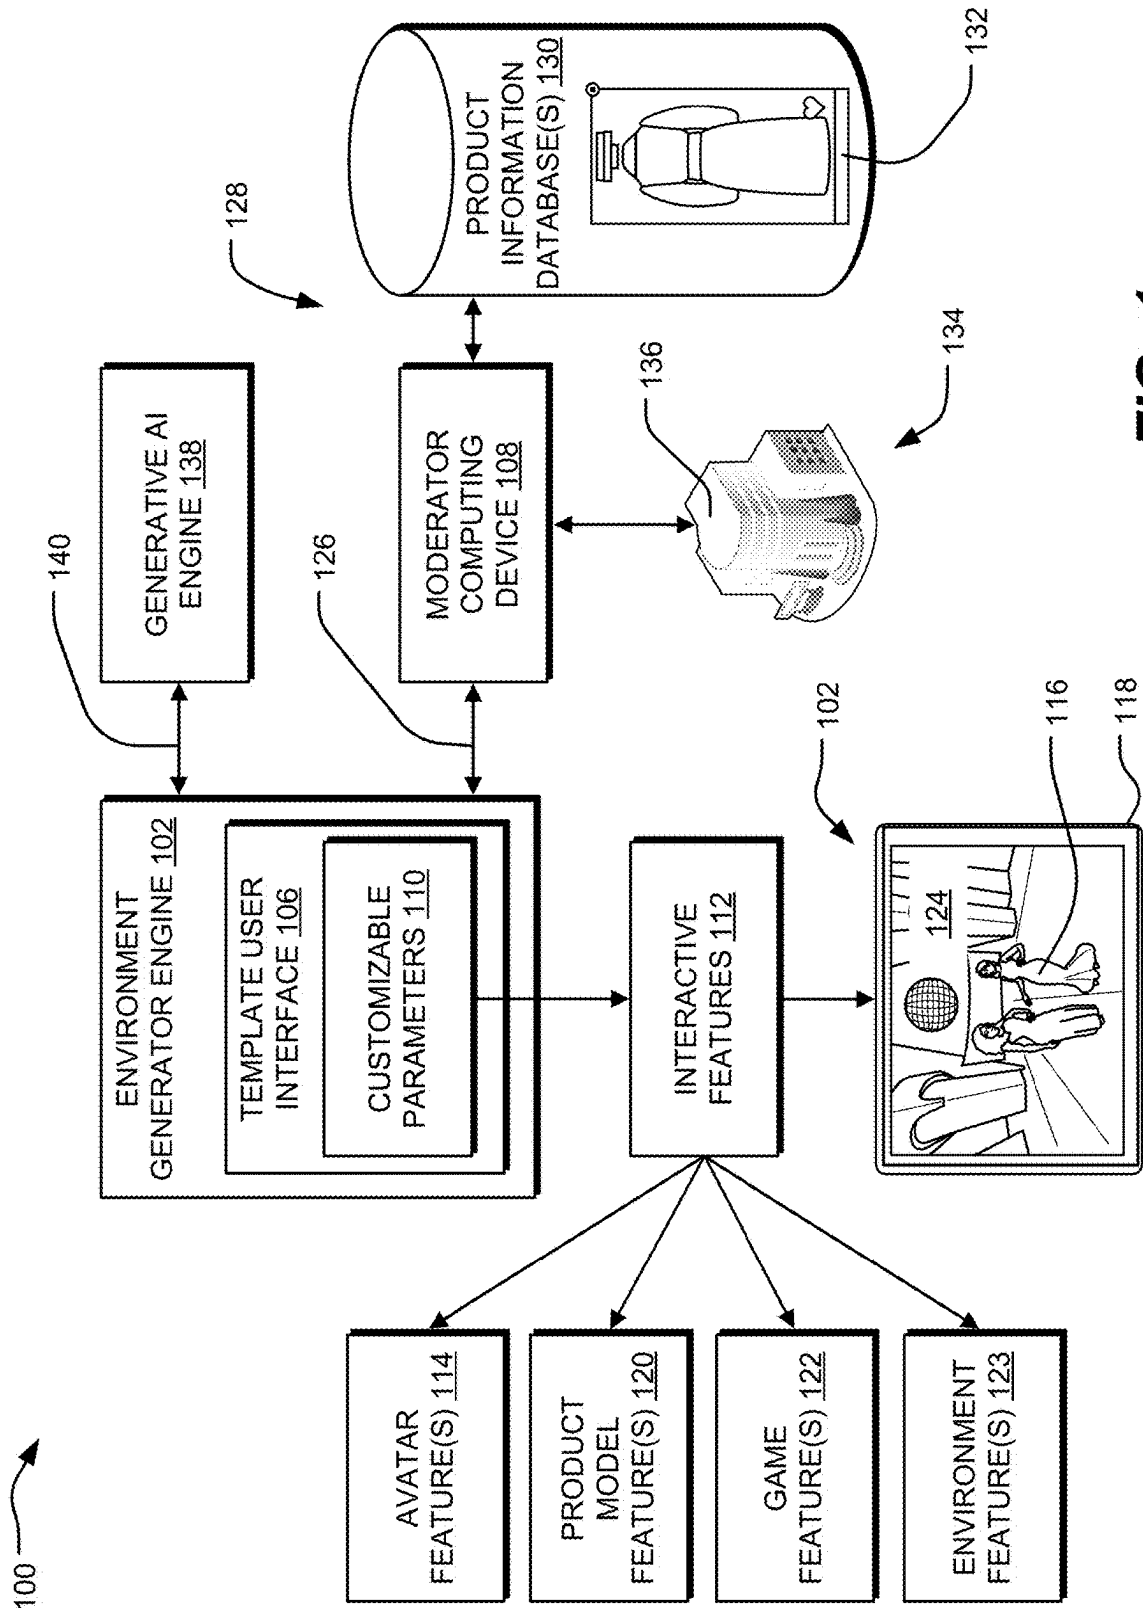 100
140
ENVIRONMENT
GENERATOR ENGINE 102
TEMPLATE USER
INTERFACE 106
CUSTOMIZABLE
PARAMETERS 110
GENERATIVE AI
ENGINE 138
128
126
MODERATOR
COMPUTING
DEVICE 108
PRODUCT
INFORMATION
DATABASE(S) 130
132
136
134
AVATAR
FEATURE(S) 114
PRODUCT
MODEL
FEATURE(S) 120
GAME
FEATURE(S) 122
ENVIRONMENT
FEATURE(S) 123
INTERACTIVE
FEATURES 112
102
124
116
118